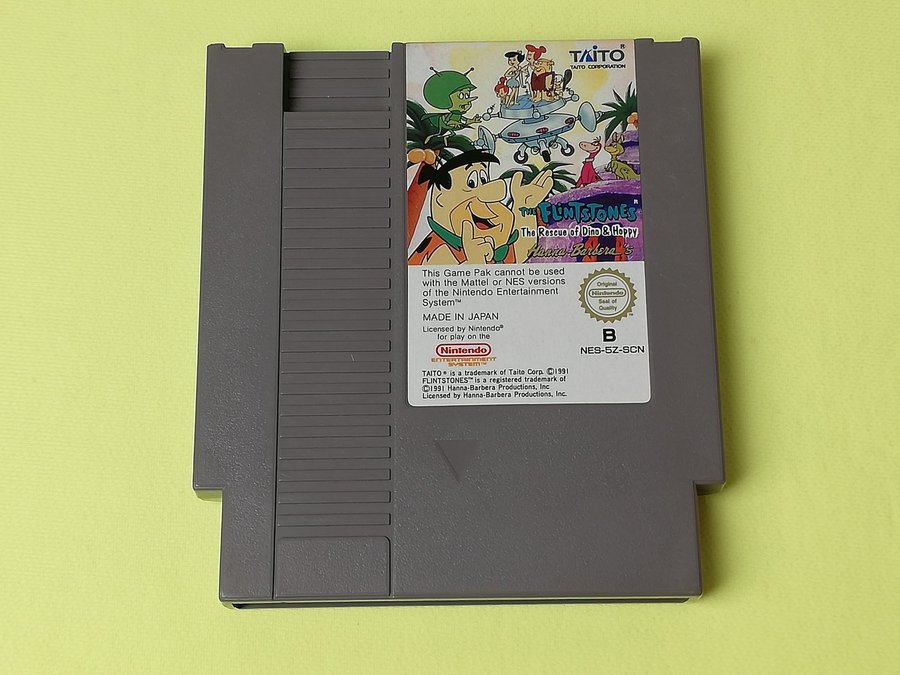 TAITO®
TAITO CORPORATION
THE FLINTSTONES®
The Rescue of Dino & Hoppy
Hanna-Barbera's
This Game Pak cannot be used
with the Mattel or NES versions
of the Nintendo Entertainment
System™
MADE IN JAPAN
Licensed by Nintendo®
for play on the
Nintendo
ENTERTAINMENT
SYSTEM™
Original
Nintendo
Seal of
Quality
B
NES-5Z-SCN
TAITO® is a trademark of Taito Corp. ©1991
FLINTSTONES™ is a registered trademark of
©1991 Hanna-Barbera Productions, Inc
Licensed by Hanna-Barbera Productions, Inc.